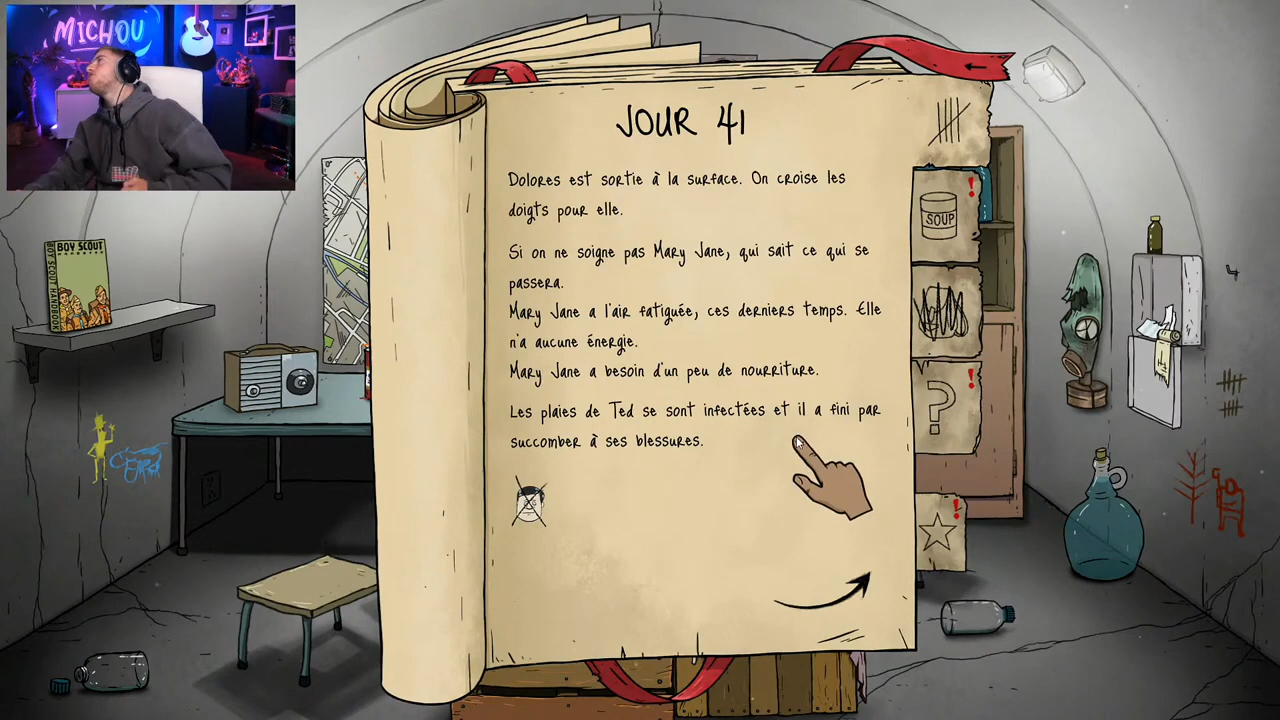 MICHOU
JOUR 41
Dolores est sortie à la surface. On croise les
doigts pour elle.
Si on ne soigne pas Mary Jane, qui sait ce qui se
passera.
Mary Jane a l'air fatiguée, ces derniers temps. Elle
n'a aucune énergie.
Mary Jane a besoin d'un peu de nourriture.
Les plaies de Ted se sont infectées et il a fini par
succomber à ses blessures.
SOUP
!
?
!
!
BOY SCOUT
BOY SCOUT HANDBOOK